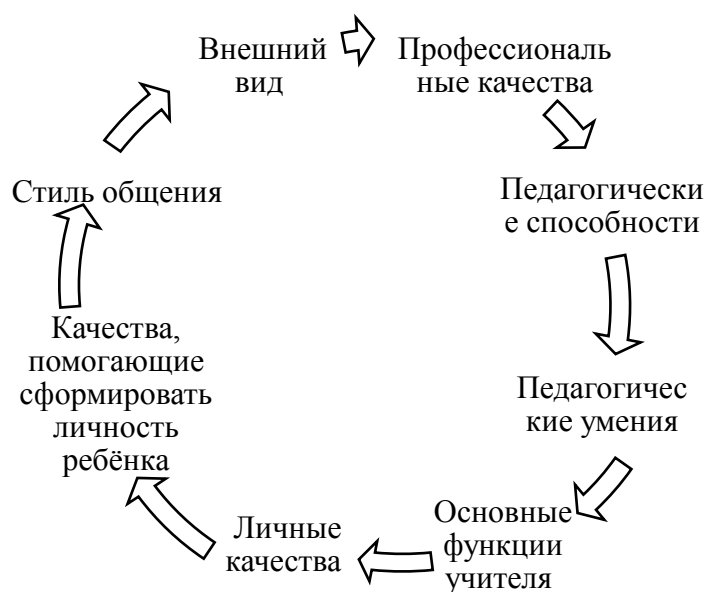 Внешний
вид
Профессиональ
ные качества
Педагогически
е способности
Педагогичес
кие умения
Основные
функции
учителя
Личные
качества
Качества,
помогающие
сформировать
личность
ребёнка
Стиль общения